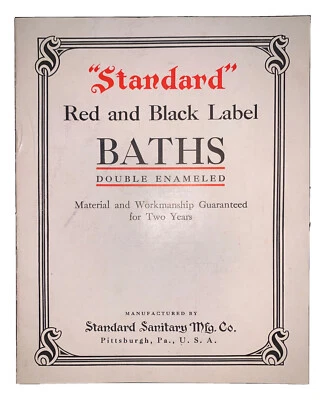 "Standard"
Red and Black Label
BATHS
DOUBLE ENAMELED
Material and Workmanship Guaranteed
for Two Years
MANUFACTURED BY
Standard Sanitary Mfg. Co.
Pittsburgh, Pa., U. S. A.